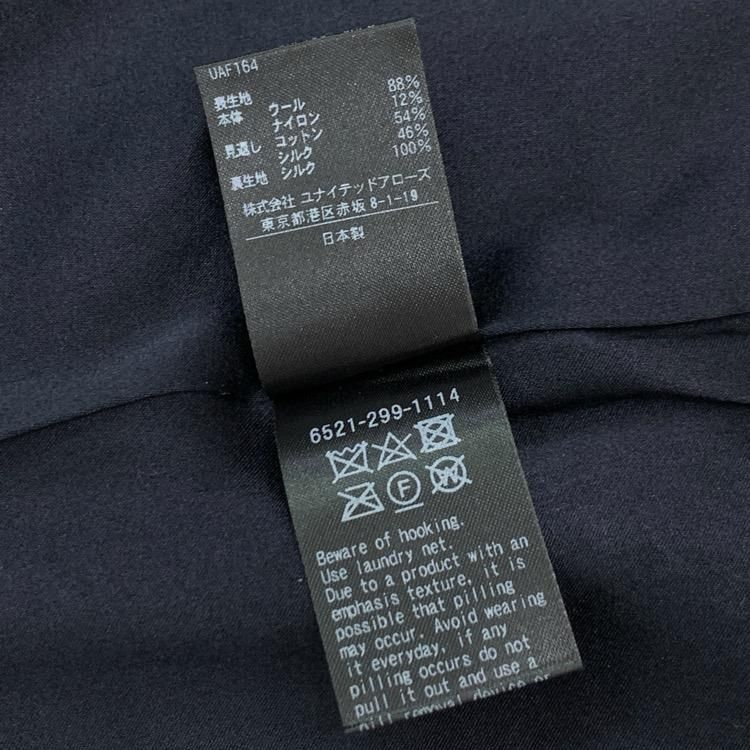 UAF164
表生地
本体 ウール 88%
ナイロン 12%
見返し コットン 54%
シルク 46%
裏生地 シルク 100%
株式会社 ユナイテッドアローズ
東京都港区赤坂 8-1-19
日本製
6521-299-1114
F W
Beware of hooking.
Use laundry net.
Due to a product with an
emphasis texture, it is
possible that pilling
may occur. Avoid wearing
it everyday, if any
pilling occurs do not
pull it out and use a
pill removal device or